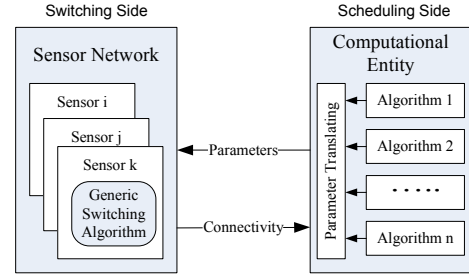 Switching Side
Scheduling Side
Sensor Network
Sensor i
Sensor j
Sensor k
Generic
Switching
Algorithm
Parameters
Connectivity
Computational
Entity
Parameter Translating
Algorithm 1
Algorithm 2
.....
Algorithm n